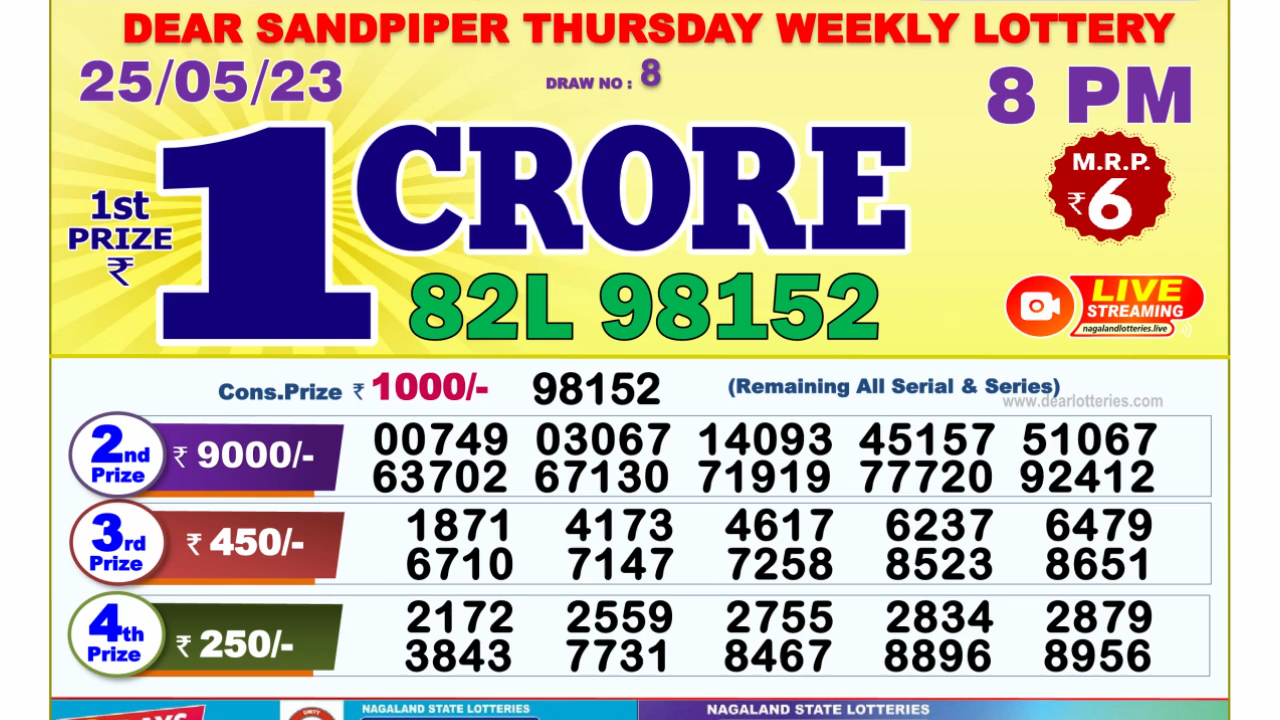 DEAR SANDPIPER THURSDAY WEEKLY LOTTERY
25/05/23
DRAW NO : 8
8 PM
1st
PRIZE
₹
1 CRORE
M.R.P.
₹6
82L 98152
LIVE
STREAMING
nagalandlotteries.live
Cons.Prize ₹ 1000/- 98152 (Remaining All Serial & Series)
www.dearlotteries.com
2nd Prize ₹ 9000/-
00749 03067 14093 45157 51067
63702 67130 71919 77720 92412
3rd Prize ₹ 450/-
1871 4173 4617 6237 6479
6710 7147 7258 8523 8651
4th Prize ₹ 250/-
2172 2559 2755 2834 2879
3843 7731 8467 8896 8956
NAGALAND STATE LOTTERIES
NAGALAND STATE LOTTERIES
UNITY